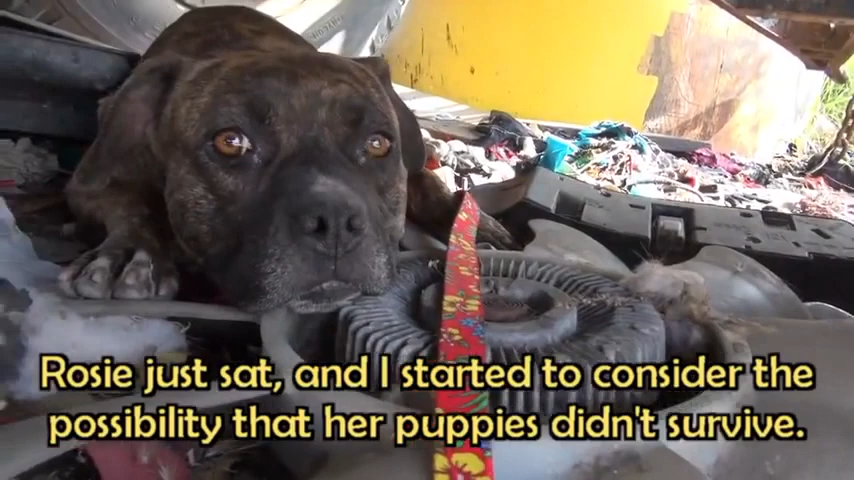 Rosie just sat, and I started to consider the
possibility that her puppies didn't survive.